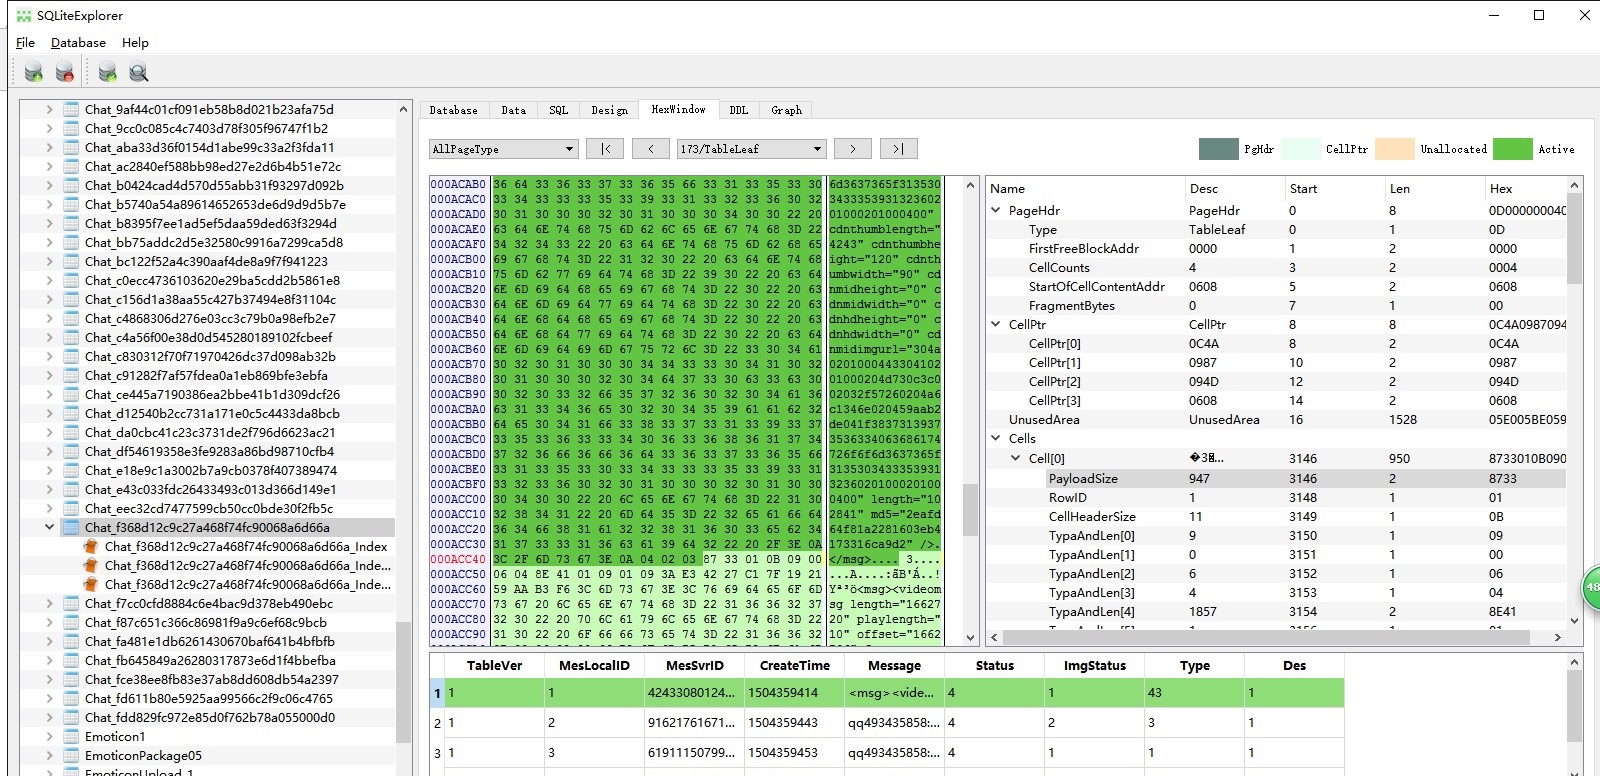 SQLiteExplorer
File Database Help
Chat_9af44c01cf091eb58b8d021b23afa75d
Chat_9cc0c085c4c7403d78f305f96747f1b2
Chat_aba33d36f0154d1abe99c33a2f3fda11
Chat_ac2840ef588bb98ed27e2d6b4b51e72c
Chat_b0424cad4d570d55abb31f93297d092b
Chat_b5740a54a89614652653de6d9d9d5b7e
Chat_b8395f7ee1ad5ef5daa59ded63f3294d
Chat_bb75addc2d5e32580c9916a7299ca5d8
Chat_bc122f52a4c390aaf4de8a9f7f941223
Chat_c0ecc4736103620e29ba5cdd2b5861e8
Chat_c156d1a38aa55c427b37494e8f31104c
Chat_c4868306d276e03cc3c79b0a98efb2e7
Chat_c4a56f00e38d0d545280189102fcbeef
Chat_c830312f70f71970426dc37d098ab32b
Chat_c91282f7af57fdea0a1eb869bfe3ebfa
Chat_ce445a7190386ea2bbe41b1d309dcf26
Chat_d12540b2cc731a171e0c5c4433da8bcb
Chat_da0cbc41c23c3731de2f796d6623ac21
Chat_df54619358e3fe9283a86bd98710cfb4
Chat_e18e9c1a3002b7a9cb0378f407389474
Chat_e43c033fdc26433493c013d366d149e1
Chat_eec32cd7477599cb50cc0bde30f2fb5c
Chat_f368d12c9c27a468f74fc90068a6d66a
Chat_f368d12c9c27a468f74fc90068a6d66a_Index
Chat_f368d12c9c27a468f74fc90068a6d66a_Inde...
Chat_f368d12c9c27a468f74fc90068a6d66a_Inde...
Chat_f7cc0cfd8884c6e4bac9d378eb490ebc
Chat_f87c651c366c86981f9a9c6ef68c9bcb
Chat_fa481e1db6261430670baf641b4bfbfb
Chat_fb645849a26280317873e6d1f4bbefba
Chat_fce38ee8fb83e37ab8dd608db54a2397
Chat_fd611b80e5925aa99566c2f9c06c4765
Chat_fdd829fc972e85d0f762b78a055000d0
Emoticon1
EmoticonPackage05
EmoticonUpload_1
Database Data SQL Design HexWindow DDL Graph
AllPageType |< < 173/TableLeaf > >| PgHdr CellPtr Unallocated Active
000ACAB0 36 64 33 36 33 37 33 36 35 66 33 31 33 35 33 30 6d3637365f313530
000ACAC0 33 34 33 33 33 35 33 39 33 31 33 32 33 36 30 32 3433353931323602
000ACAD0 30 31 30 30 30 32 30 31 30 30 30 34 30 30 22 20 01000201000400"
000ACAE0 63 64 6E 74 68 75 6D 62 6C 65 6E 67 74 68 3D 22 cdnthumblength="
000ACAF0 34 32 34 33 22 20 63 64 6E 74 68 75 6D 62 68 65 4243" cdnthumbhe
000ACB00 69 67 68 74 3D 22 31 32 30 22 20 63 64 6E 74 68 ight="120" cdnth
000ACB10 75 6D 62 77 69 64 74 68 3D 22 39 30 22 20 63 64 umbwidth="90" cd
000ACB20 6E 6D 69 64 68 65 69 67 68 74 3D 22 30 22 20 63 nmidheight="0" c
000ACB30 64 6E 6D 69 64 77 69 64 74 68 3D 22 30 22 20 63 dnmidwidth="0" c
000ACB40 64 6E 68 64 68 65 69 67 68 74 3D 22 30 22 20 63 dnhdheight="0" c
000ACB50 64 6E 68 64 77 69 64 74 68 3D 22 30 22 20 63 64 dnhdwidth="0" cd
000ACB60 6E 6D 69 64 69 6D 67 75 72 6C 3D 22 33 30 34 61 nmidimgurl="304a
000ACB70 30 32 30 31 30 30 30 34 34 33 33 30 34 31 30 32 0201000443304102
000ACB80 30 31 30 30 30 32 30 34 64 37 33 30 63 33 63 30 01000204d730c3c0
000ACB90 30 32 30 33 32 66 35 37 32 36 30 32 30 34 61 36 02032f57260204a6
000ACBA0 63 31 33 34 36 65 30 32 30 34 35 39 61 61 62 32 c1346e020459aab2
000ACBB0 64 65 30 34 31 66 33 38 33 37 33 31 33 39 33 37 de041f3837313937
000ACBC0 33 35 33 36 33 33 34 30 36 33 36 38 36 31 37 34 3536334063686174
000ACBD0 37 32 36 66 36 66 36 64 33 36 33 37 33 36 35 66 726f6f6d3637365f
000ACBE0 33 31 33 35 33 30 33 34 33 33 33 35 33 39 33 31 3135303433353931
000ACBF0 33 32 33 36 30 32 30 31 30 30 30 32 30 31 30 30 3236020100020100
000ACC00 30 34 30 30 22 20 6C 65 6E 67 74 68 3D 22 31 30 0400" length="10
000ACC10 32 38 34 31 22 20 6D 64 35 3D 22 32 65 61 66 64 2841" md5="2eafd
000ACC20 36 34 66 38 31 61 32 32 38 31 36 30 33 65 62 34 64f81a2281603eb4
000ACC30 31 37 33 33 31 36 63 61 39 64 32 22 20 2F 3E 0A 173316ca9d2" />.
000ACC40 3C 2F 6D 73 67 3E 0A 04 02 03 87 33 01 0B 09 00 </msg>.... 3....
000ACC50 06 04 8E 41 01 09 01 09 3A E3 42 27 C1 7F 19 21 ...A....:ãB'Á..!
000ACC60 59 AA B3 F6 3C 6D 73 67 3E 3C 76 69 64 65 6F 6D Yª³ö<msg><videom
000ACC70 73 67 20 6C 65 6E 67 74 68 3D 22 31 36 36 32 37 sg length="16627
000ACC80 32 30 22 20 70 6C 61 79 6C 65 6E 67 74 68 3D 22 20" playlength="
000ACC90 31 30 22 20 6F 66 66 73 65 74 3D 22 31 36 36 32 10" offset="1662
Name Desc Start Len Hex
PageHdr PageHdr 0 8 0D000000040
Type TableLeaf 0 1 0D
FirstFreeBlockAddr 0000 1 2 0000
CellCounts 4 3 2 0004
StartOfCellContentAddr 0608 5 2 0608
FragmentBytes 0 7 1 00
CellPtr CellPtr 8 8 0C4A0987094
CellPtr[0] 0C4A 8 2 0C4A
CellPtr[1] 0987 10 2 0987
CellPtr[2] 094D 12 2 094D
CellPtr[3] 0608 14 2 0608
UnusedArea UnusedArea 16 1528 05E005BE059
Cells
Cell[0] 3146 950 8733010B090
PayloadSize 947 3146 2 8733
RowID 1 3148 1 01
CellHeaderSize 11 3149 1 0B
TypaAndLen[0] 9 3150 1 09
TypaAndLen[1] 0 3151 1 00
TypaAndLen[2] 6 3152 1 06
TypaAndLen[3] 4 3153 1 04
TypaAndLen[4] 1857 3154 2 8E41
48
TableVer MesLocalID MesSvrID CreateTime Message Status ImgStatus Type Des
1 1 1 42433080124... 1504359414 <msg><vide... 4 1 43 1
2 1 2 91621761671... 1504359443 qq493435858:... 4 2 3 1
3 1 3 61911150799... 1504359453 qq493435858:... 4 1 1 1